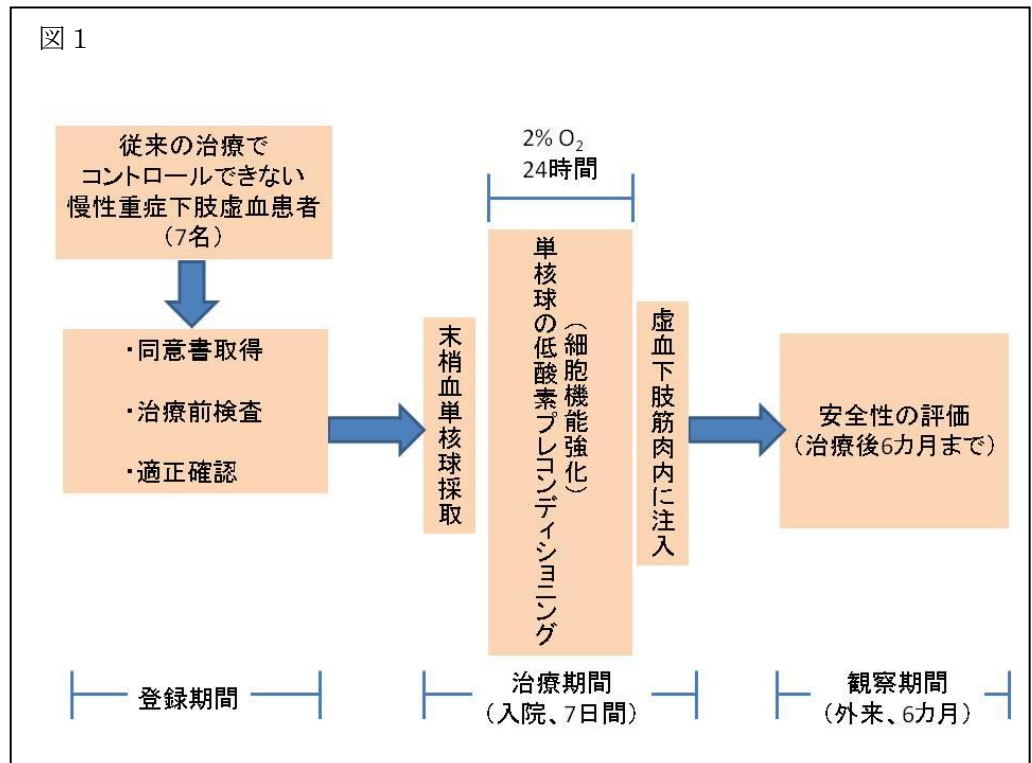 図1
従来の治療で
コントロールできない
慢性重症下肢虚血患者
(7名)
・同意書取得
・治療前検査
・適正確認
末梢血単核球採取
2% O₂
24時間
単核球の低酸素プレコンディショニング
(細胞機能強化)
虚血下肢筋肉内に注入
安全性の評価
(治療後6カ月まで)
登録期間
治療期間
(入院、7日間)
観察期間
(外来、6カ月)